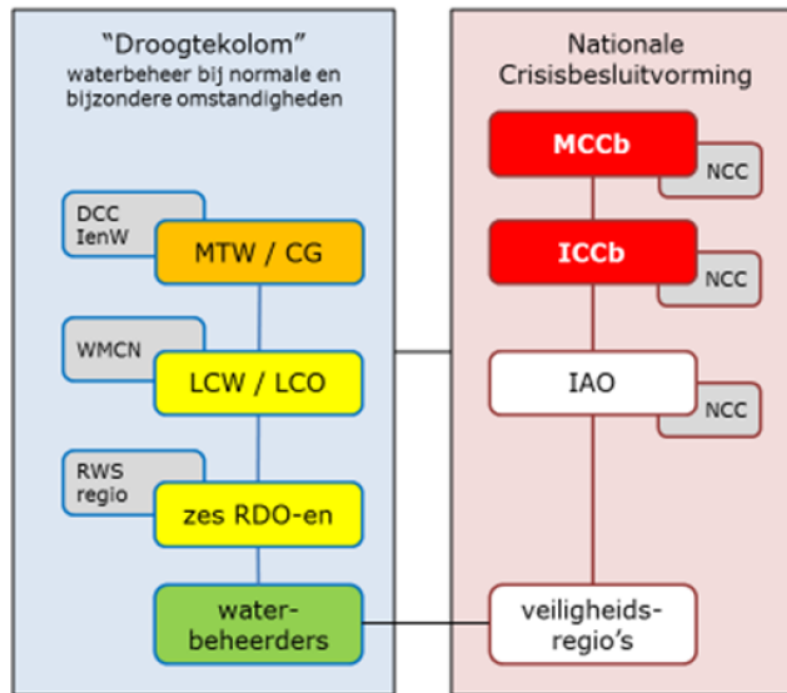 “Droogtekolom”
waterbeheer bij normale en
bijzondere omstandigheden
DCC
IenW
MTW / CG
WMCN
LCW / LCO
RWS
regio
zes RDO-en
water-
beheerders
Nationale
Crisisbesluitvorming
MCCb
NCC
ICCb
NCC
IAO
NCC
veiligheids-
regio’s